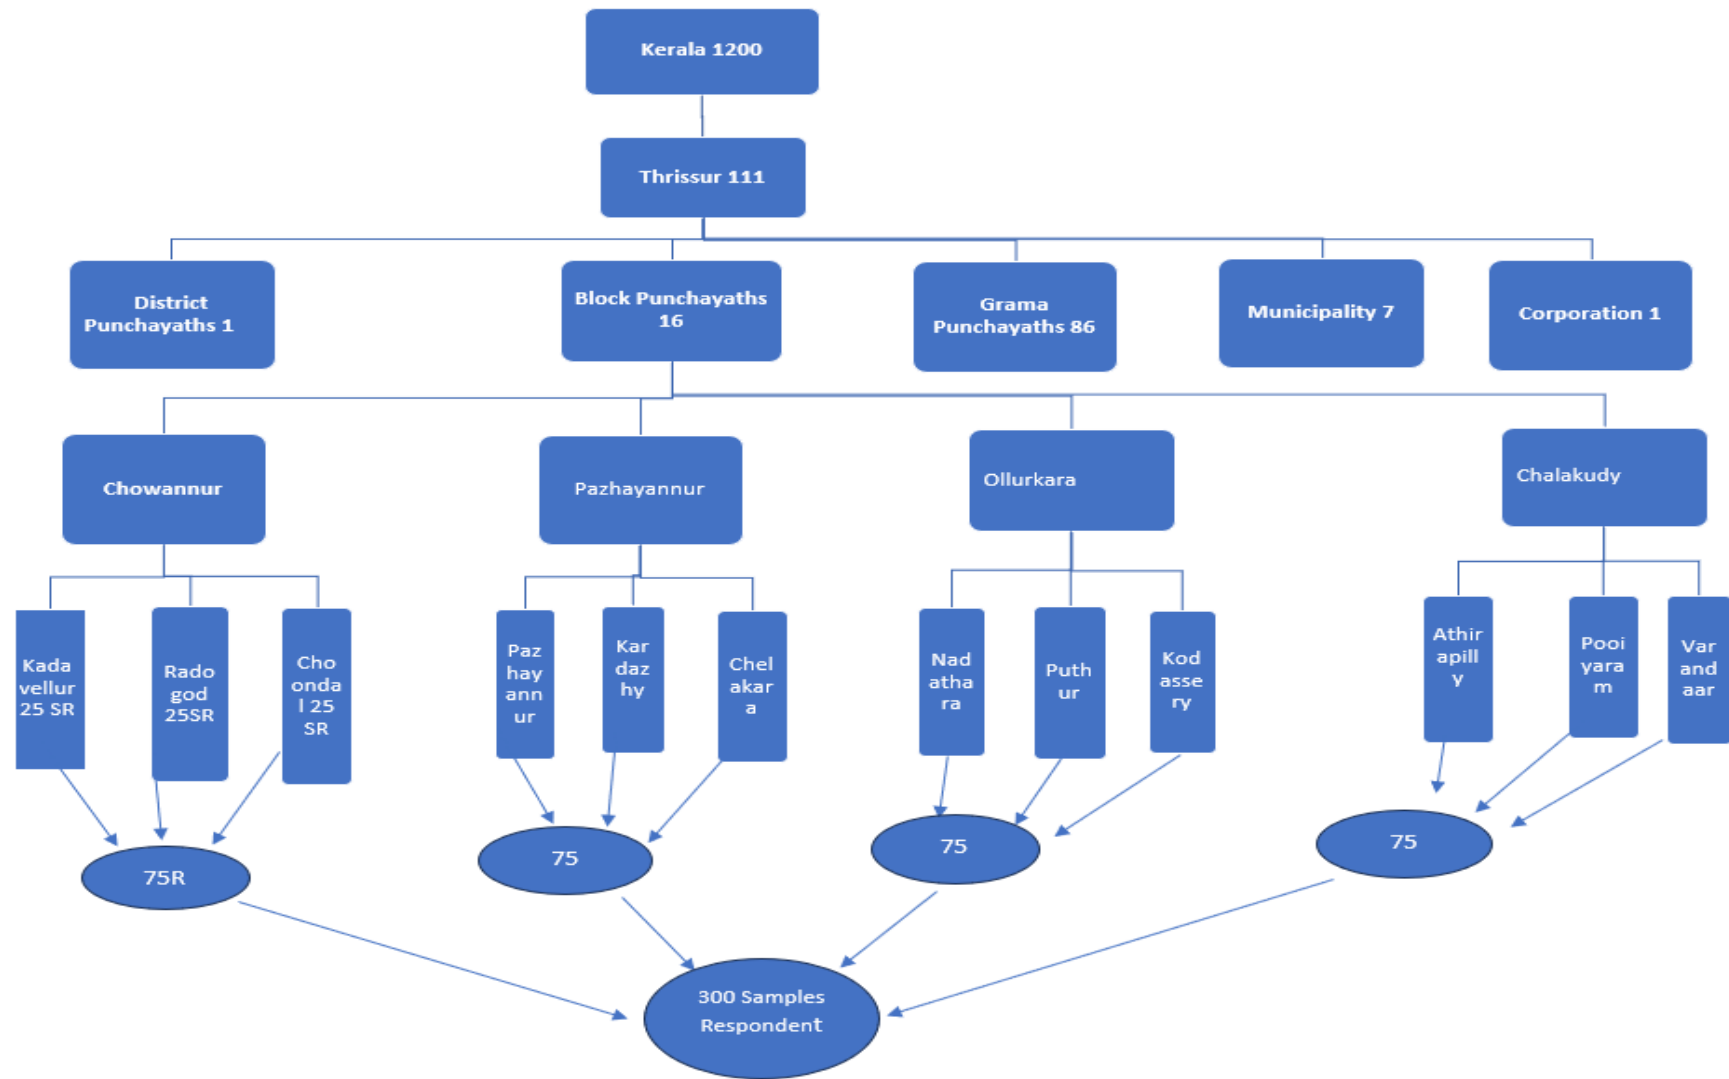 Kerala 1200
Thrissur 111
District
Punchayaths 1
Block Punchayaths
16
Grama
Punchayaths 86
Municipality 7
Corporation 1
Chowannur
Pazhayannur
Ollurkara
Chalakudy
Kada
vellur
25 SR
Rado
god
25SR
Cho
onda
l 25
SR
Paz
hay
ann
ur
Kar
dazy
hy
Chel
akar
a
Nad
atha
ra
Puth
ur
Kod
asse
ry
Athir
apill
y
Pooi
yara
m
Var
and
aar
75R
75
75
75
300 Samples
Respondent